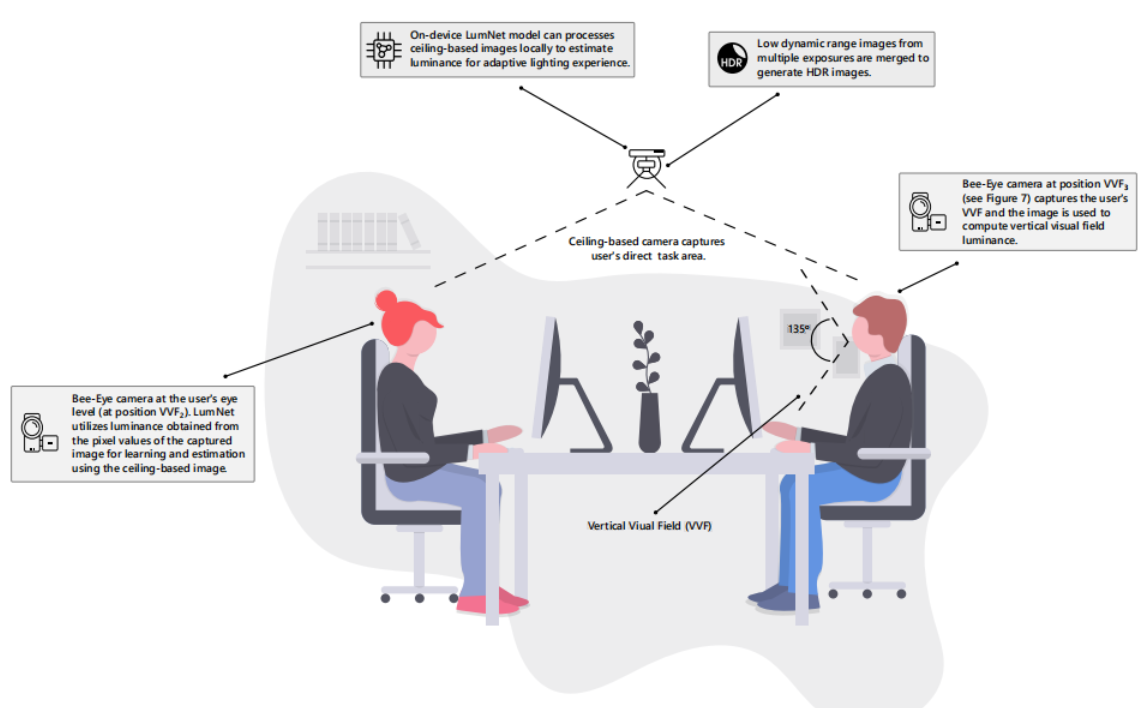 On-device LumNet model can processes
ceiling-based images locally to estimate
luminance for adaptive lighting experience.
HDR
Low dynamic range images from
multiple exposures are merged to
generate HDR images.
Bee-Eye camera at position VVF₃
(see Figure 7) captures the user's
VVF and the image is used to
compute vertical visual field
luminance.
Ceiling-based camera captures
user's direct task area.
135º
Bee-Eye camera at the user's eye
level (at position VVF₂). LumNet
utilizes luminance obtained from
the pixel values of the captured
image for learning and estimation
using the ceiling-based image.
Vertical Viual Field (VVF)